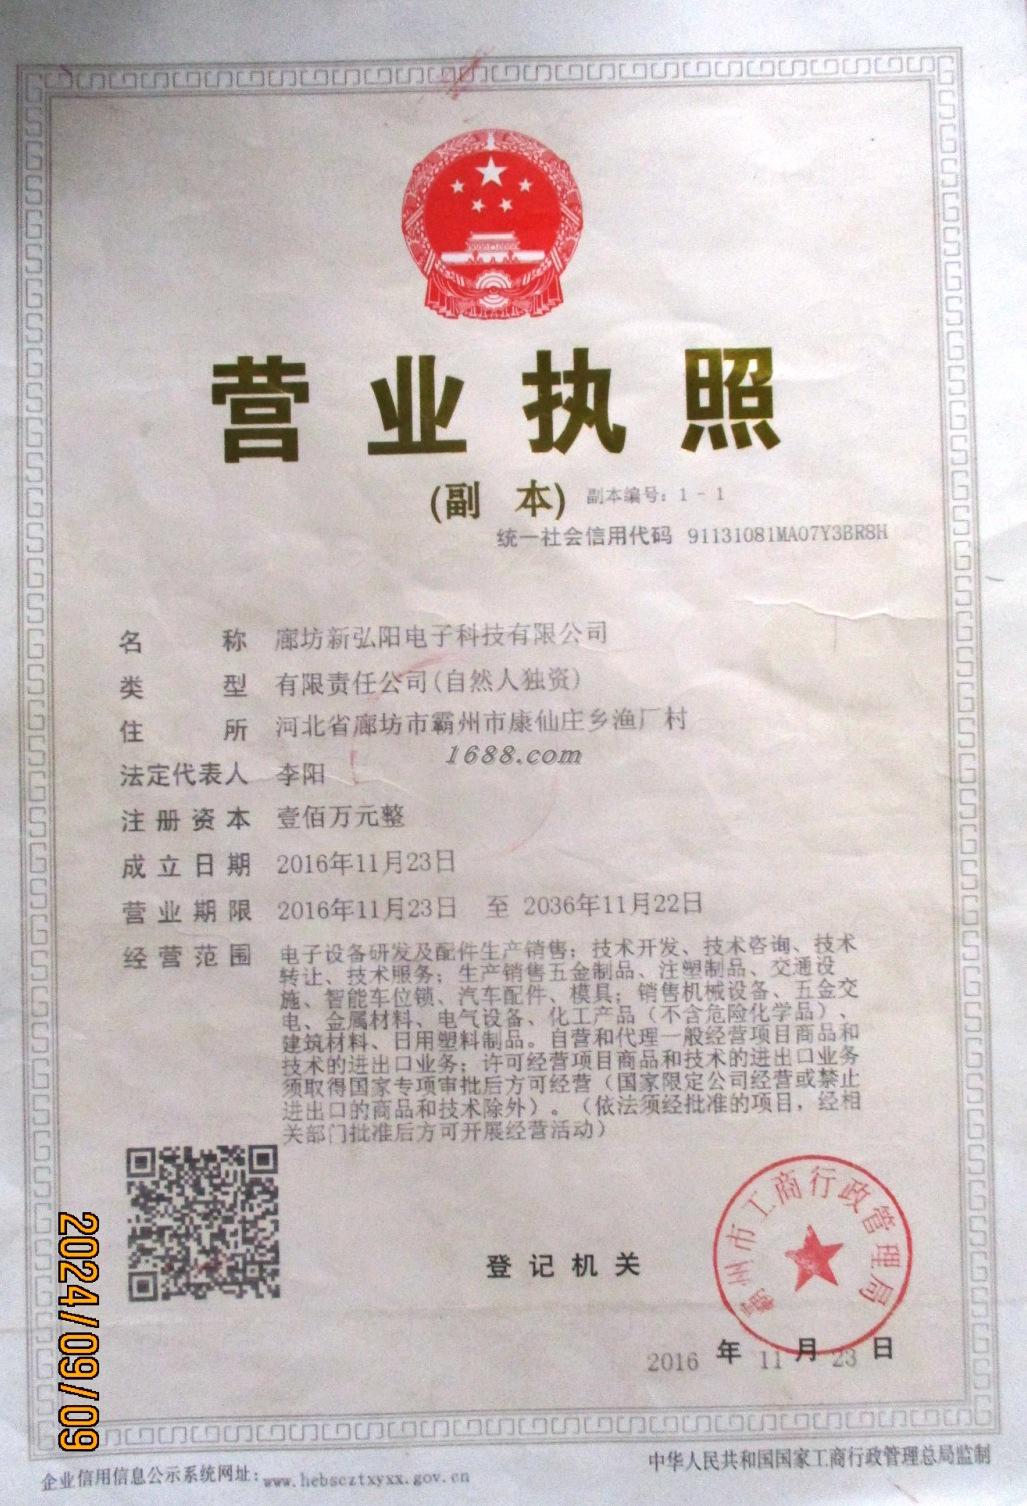 营业执照
(副 本) 副本编号：1 - 1
统一社会信用代码 91131081MA07Y3BR8H
名 称 廊坊新弘阳电子科技有限公司
类 型 有限责任公司(自然人独资)
住 所 河北省廊坊市霸州市康仙庄乡渔厂村
1688.com
法定代表人 李阳
注册资本 壹佰万元整
成立日期 2016年11月23日
营业期限 2016年11月23日 至 2036年11月22日
经营范围 电子设备研发及配件生产销售；技术开发、技术咨询、技术
转让、技术服务；生产销售五金制品、注塑制品、交通设
施、智能车位锁、汽车配件、模具；销售机械设备、五金交
电、金属材料、电气设备、化工产品（不含危险化学品）、
建筑材料、日用塑料制品。自营和代理一般经营项目商品和
技术的进出口业务；许可经营项目商品和技术的进出口业务
须取得国家专项审批后方可经营（国家限定公司经营或禁止
进出口的商品和技术除外）。（依法须经批准的项目，经相
关部门批准后方可开展经营活动）
霸州市工商行政管理局
登记机关
2016 年 11 月 23 日
2024/09/09
企业信用信息公示系统网址：www.hebscztxyxx.gov.cn
中华人民共和国国家工商行政管理总局监制